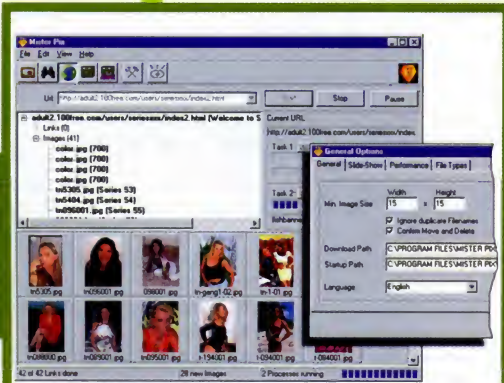 Mister Pix
File Edit View Help
Url http://adult2.100free.com/users/seriesxxx/index2.html
Stop
Pause
adult2.100free.com/users/seriesxxx/index2.html (Welcome to S
Links (0)
Images (41)
color.jpg (700)
color.jpg (700)
color.jpg (700)
color.jpg (700)
tn5305.jpg (Series 53)
tn5404.jpg (Series 54)
tn096001.jpg (Series 55)
Current URL
http://adult2.100free.com/users/seriesxxx/index
Task 1
Task 2
General Options
General Slide-Show Performance File Types
Width Height
Min. Image Size 15 x 15
Ignore duplicate Filenames
Confirm Move and Delete
Download Path C:\PROGRAM FILES\MISTER PIX
Startup Path C:\PROGRAM FILES\MISTER PIX
Language English
tn5305.jpg tn096001.jpg 098001.jpg tn-gang1-02.jpg tn-1-01.jpg
tn088000.jpg tn089001.jpg tn095001.jpg t-194001.jpg t-094001.jpg t-084001.jpg
42 of 42 Links done 28 new Images 2 Processes running